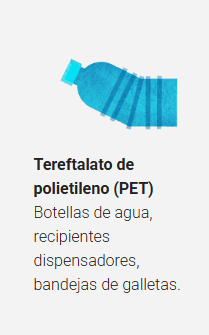 Tereftalato de
polietileno (PET)
Botellas de agua,
recipientes
dispensadores,
bandejas de galletas.